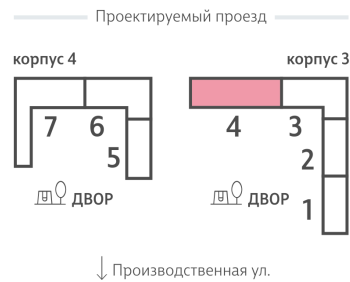 Проектируемый проезд
корпус 4
корпус 3
7 6
5
4 3
2
1
ДВОР
ДВОР
Производственная ул.